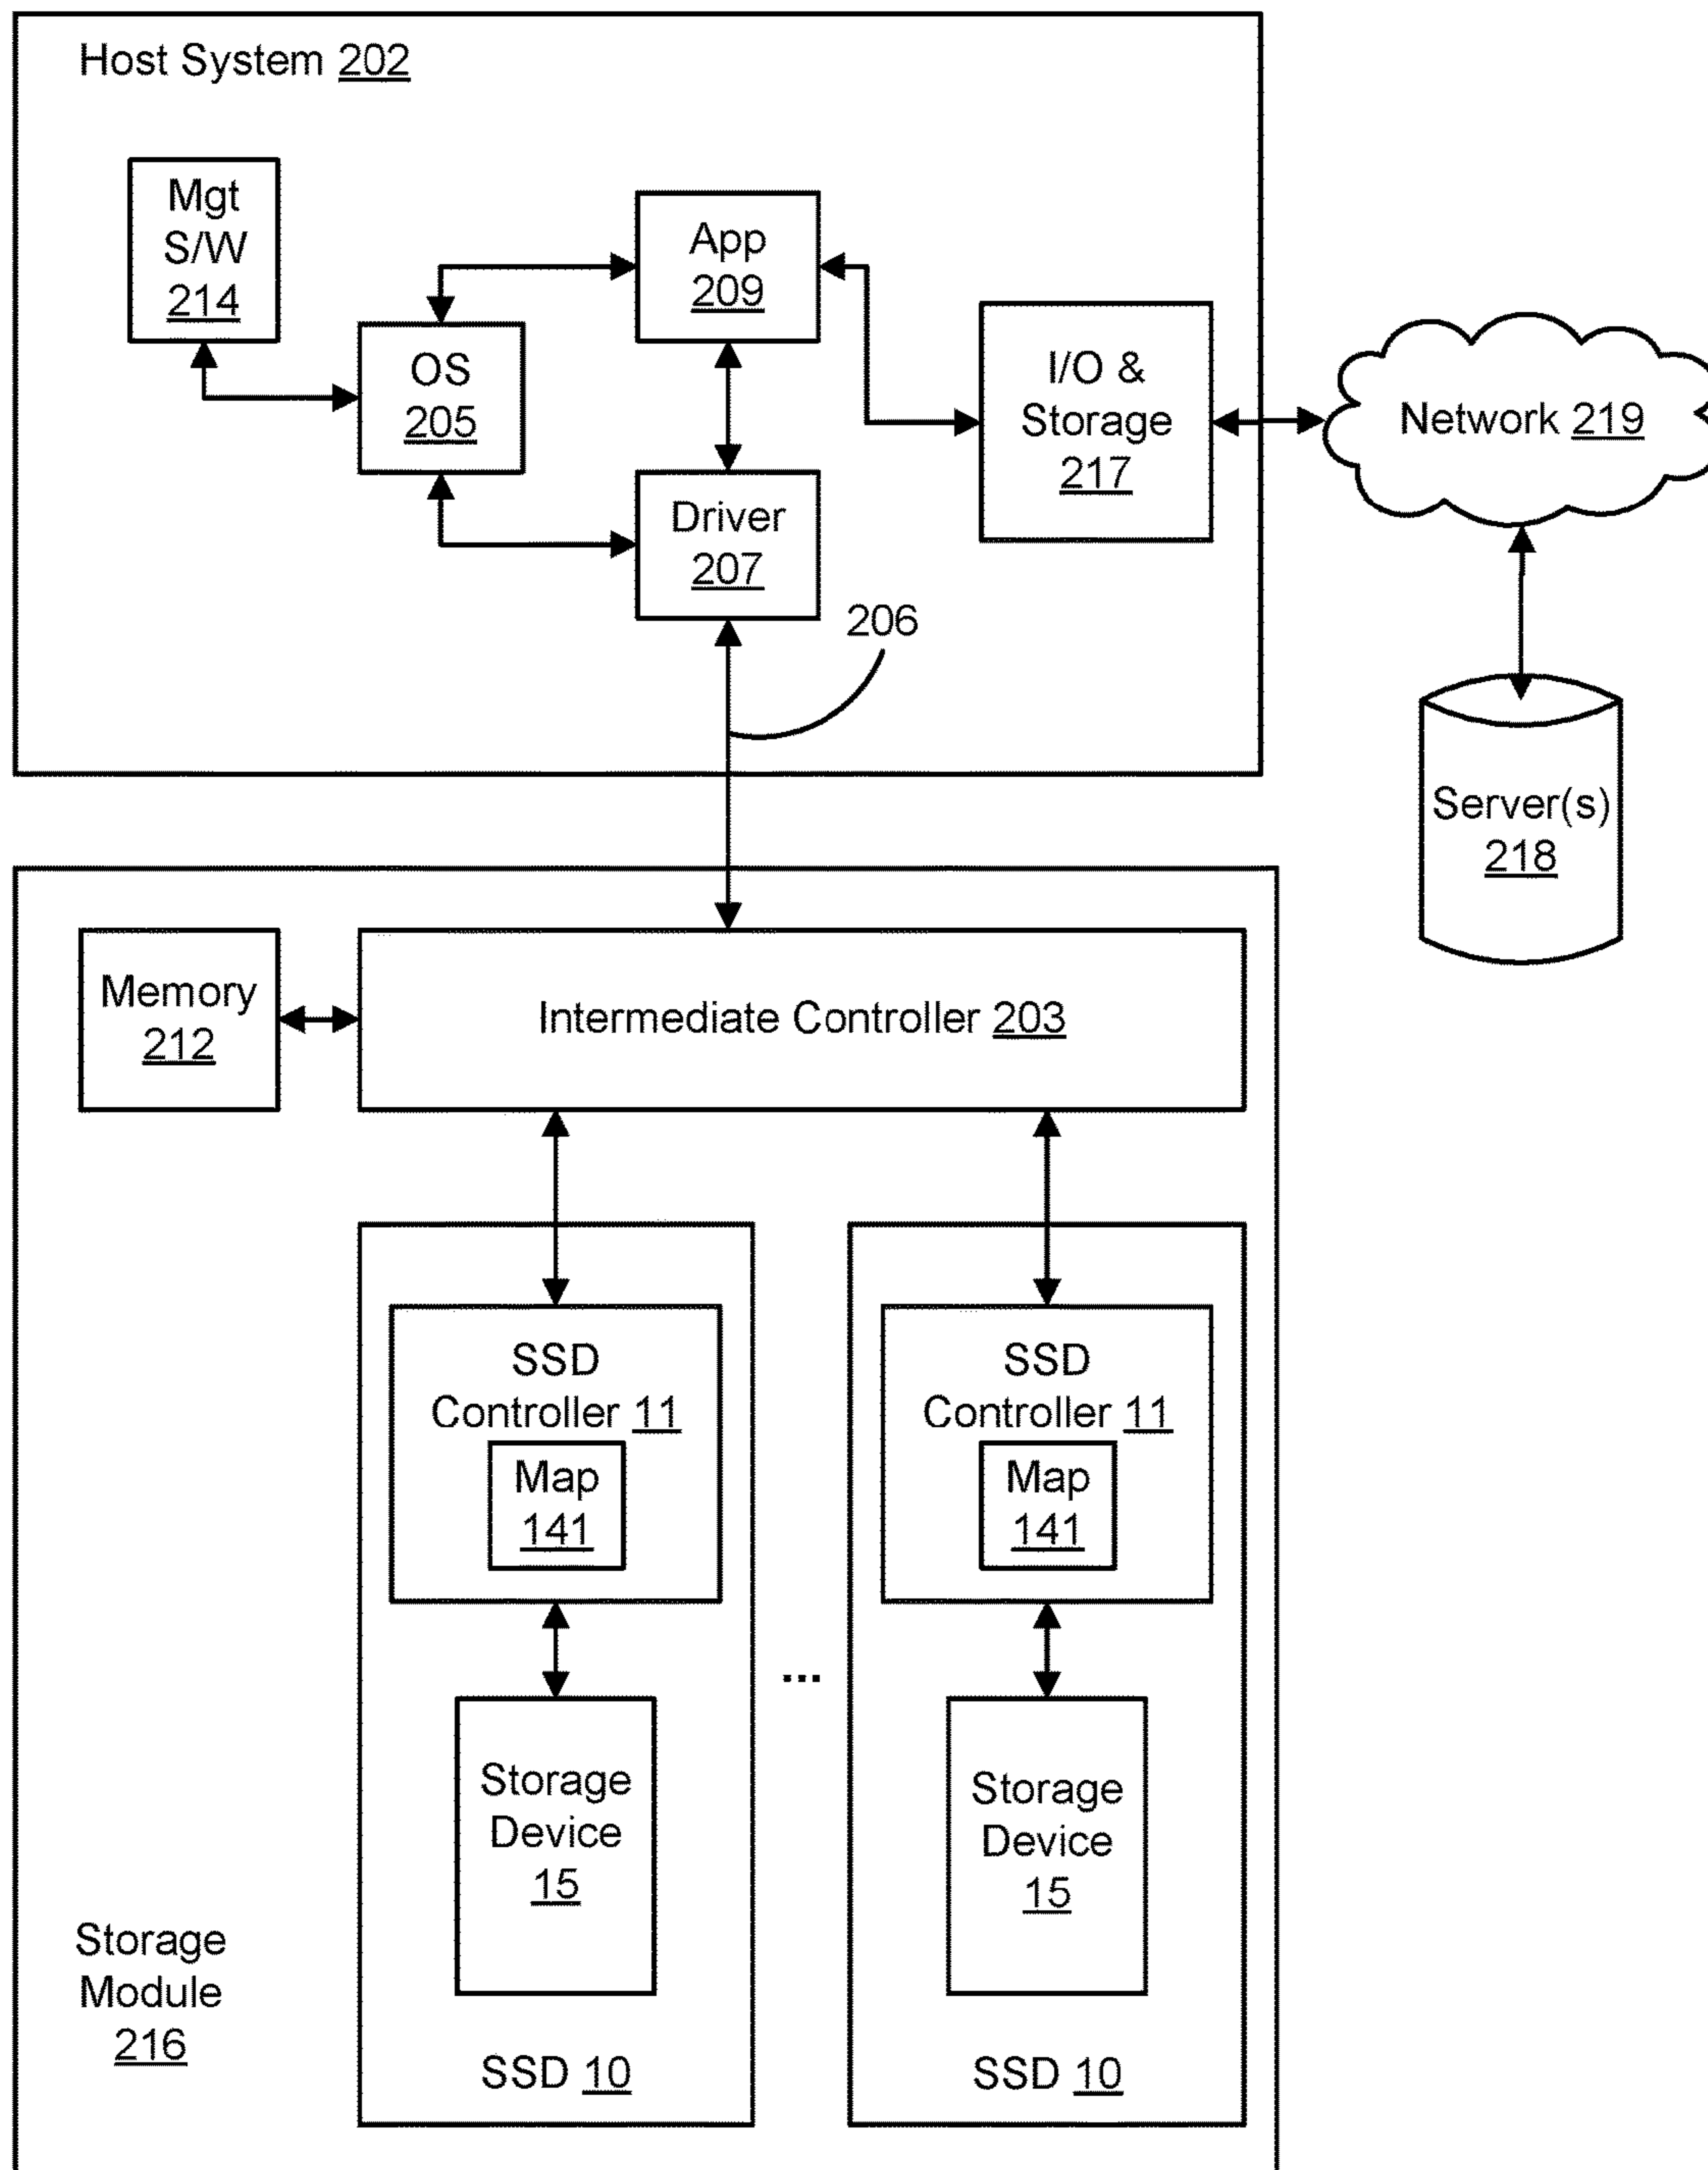 Host System 202
Mgt
S/W
214
App
209
OS
205
I/O &
Storage
217
Network 219
Driver
207
206
Server(s)
218
Memory
212
Intermediate Controller 203
SSD
Controller 11
Map
141
SSD
Controller 11
Map
141
...
Storage
Device
15
Storage
Device
15
Storage
Module
216
SSD 10
SSD 10